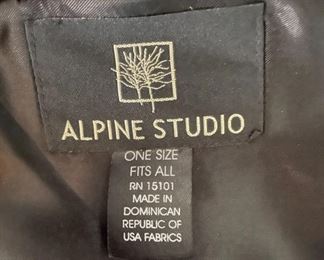 ALPINE STUDIO
ONE SIZE
FITS ALL
RN 15101
MADE IN
DOMINICAN
REPUBLIC OF
USA FABRICS